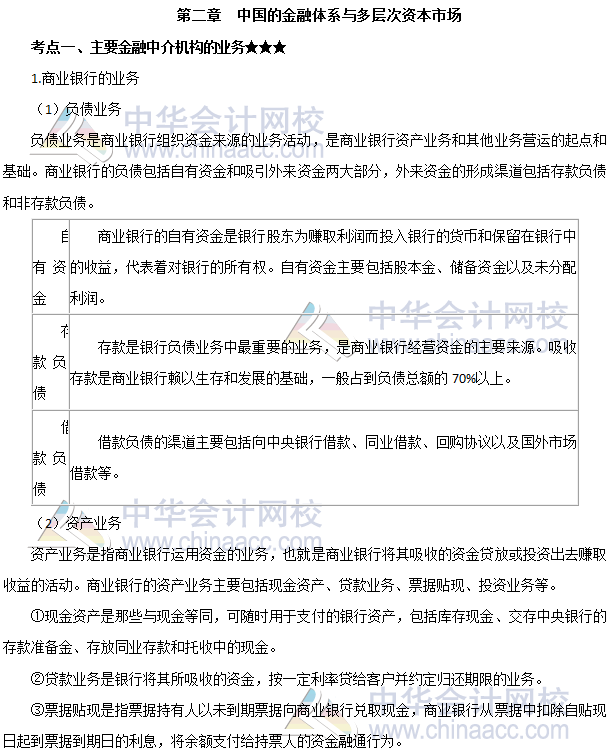 第二章 中国的金融体系与多层次资本市场
考点一、主要金融中介机构的业务★★★
1.商业银行的业务
（1）负债业务
负债业务是商业银行组织资金来源的业务活动，是商业银行资产业务和其他业务营运的起点和
基础。商业银行的负债包括自有资金和吸引外来资金两大部分，外来资金的形成渠道包括存款负债
和非存款负债。
自
有 资
金
商业银行的自有资金是银行股东为赚取利润而投入银行的货币和保留在银行中
的收益，代表着对银行的所有权。自有资金主要包括股本金、储备资金以及未分配
利润。
存
款 负
债
存款是银行负债业务中最重要的业务，是商业银行经营资金的主要来源。吸收
存款是商业银行赖以生存和发展的基础，一般占到负债总额的 70%以上。
借
款 负
债
借款负债的渠道主要包括向中央银行借款、同业借款、回购协议以及国外市场
借款等。
（2）资产业务
资产业务是指商业银行运用资金的业务，也就是商业银行将其吸收的资金贷放或投资出去赚取
收益的活动。商业银行的资产业务主要包括现金资产、贷款业务、票据贴现、投资业务等。
①现金资产是那些与现金等同，可随时用于支付的银行资产，包括库存现金、交存中央银行的
存款准备金、存放同业存款和托收中的现金。
②贷款业务是银行将其所吸收的资金，按一定利率贷给客户并约定归还期限的业务。
③票据贴现是指票据持有人以未到期票据向商业银行兑取现金，商业银行从票据中扣除自贴现
日起到票据到期日的利息，将余额支付给持票人的资金融通行为。
中华会计网校
www.chinaacc.com
中华会计网校
www.chinaacc.com
中华会计网校
www.chinaacc.com
中华会计网校
www.chinaacc.com